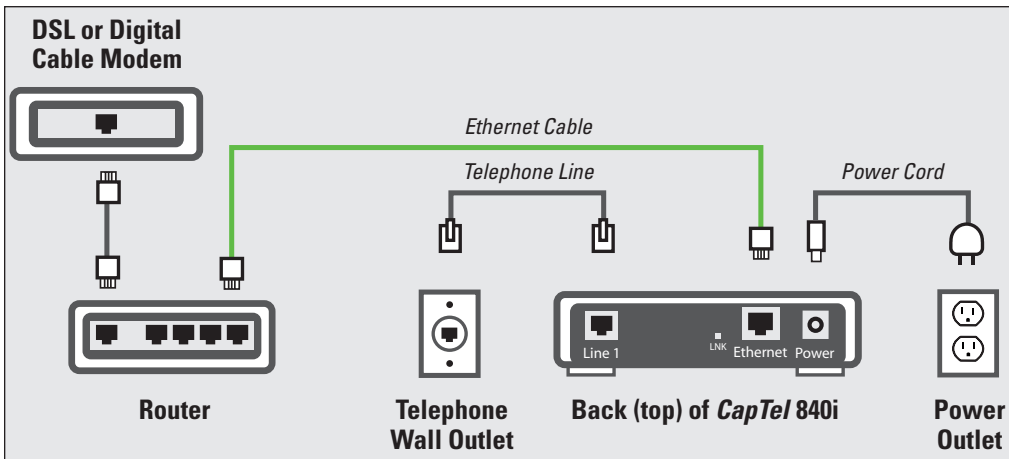 DSL or Digital
Cable Modem
Ethernet Cable
Telephone Line
Power Cord
Line 1
LNK
Ethernet
Power
Router
Telephone
Wall Outlet
Back (top) of CapTel 840i
Power
Outlet